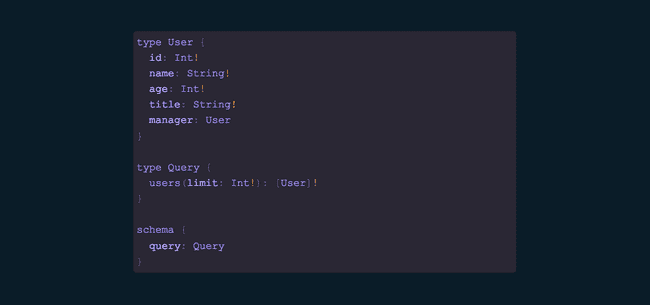 type User {
  id: Int!
  name: String!
  age: Int!
  title: String!
  manager: User
}

type Query {
  users(limit: Int!): [User]!
}

schema {
  query: Query
}